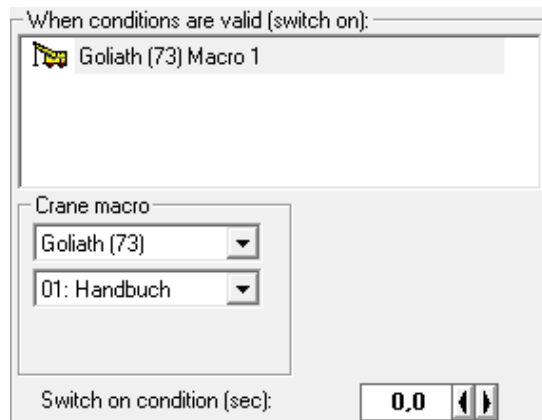 When conditions are valid (switch on):
Goliath (73) Macro 1
Crane macro
Goliath (73)
01: Handbuch
Switch on condition (sec): 0,0